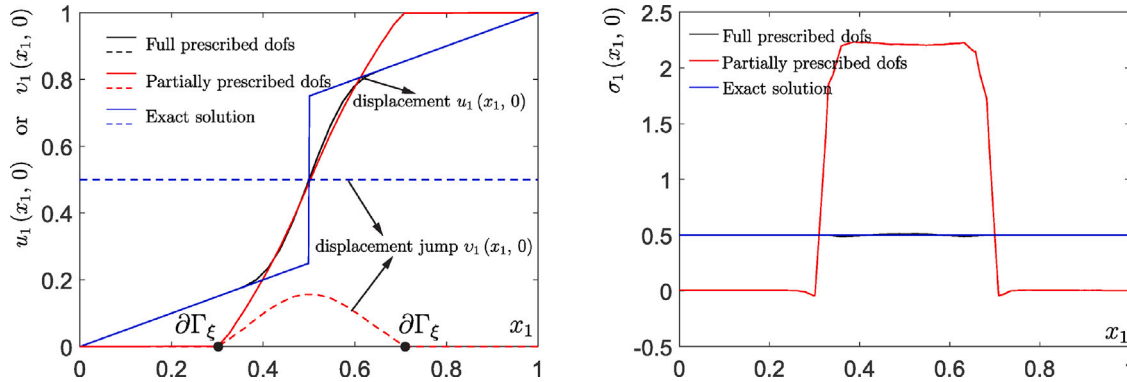 u₁(x₁, 0) or υ₁(x₁, 0)
1
0.8
0.6
0.4
0.2
0
Full prescribed dofs
Partially prescribed dofs
Exact solution
displacement u₁(x₁, 0)
displacement jump υ₁(x₁, 0)
∂Γξ
∂Γξ
x₁
0 0.2 0.4 0.6 0.8 1
σ₁(x₁, 0)
2.5
2
1.5
1
0.5
0
-0.5
Full prescribed dofs
Partially prescribed dofs
Exact solution
x₁
0 0.2 0.4 0.6 0.8 1